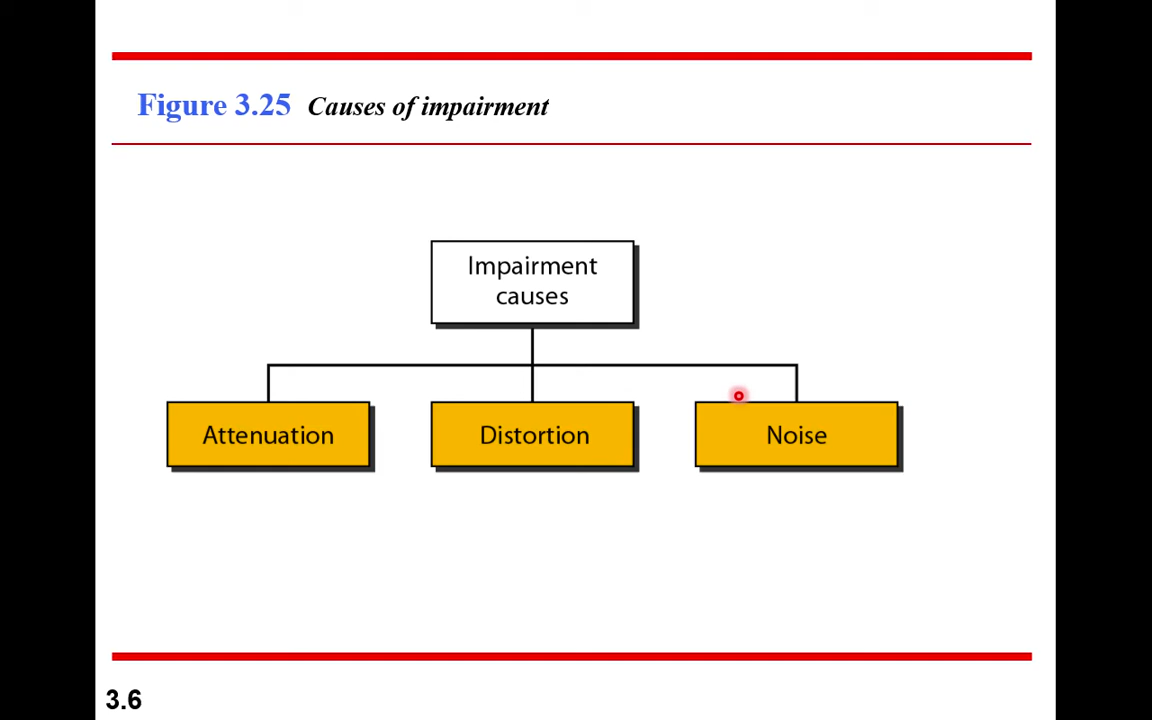 Figure 3.25 Causes of impairment
Impairment
causes
Attenuation
Distortion
Noise
3.6